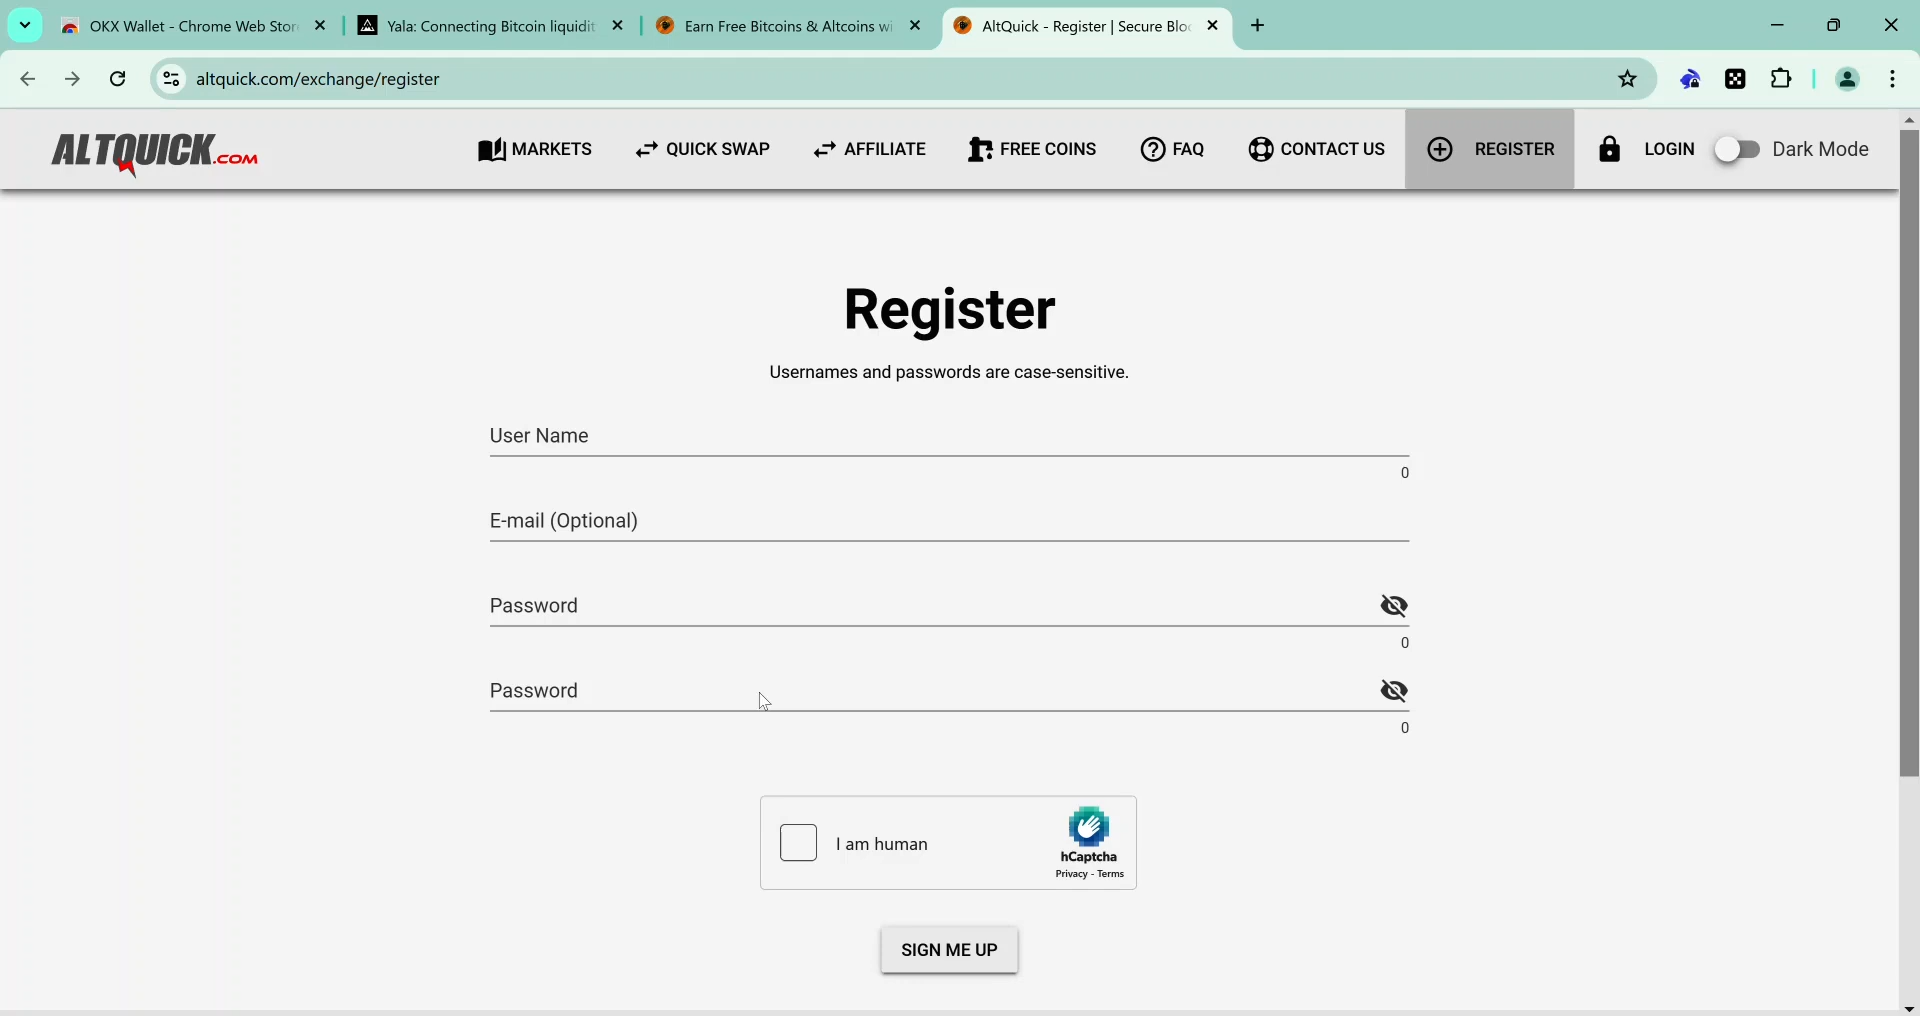 OKX Wallet - Chrome Web Stor
Yala: Connecting Bitcoin liquidit
Earn Free Bitcoins & Altcoins wi
AltQuick - Register | Secure Bloc
altquick.com/exchange/register
ALTQUICK.COM
MARKETS
QUICK SWAP
AFFILIATE
FREE COINS
FAQ
CONTACT US
REGISTER
LOGIN
Dark Mode
Register
Usernames and passwords are case-sensitive.
User Name
0
E-mail (Optional)
Password
0
Password
0
I am human
hCaptcha
Privacy - Terms
SIGN ME UP